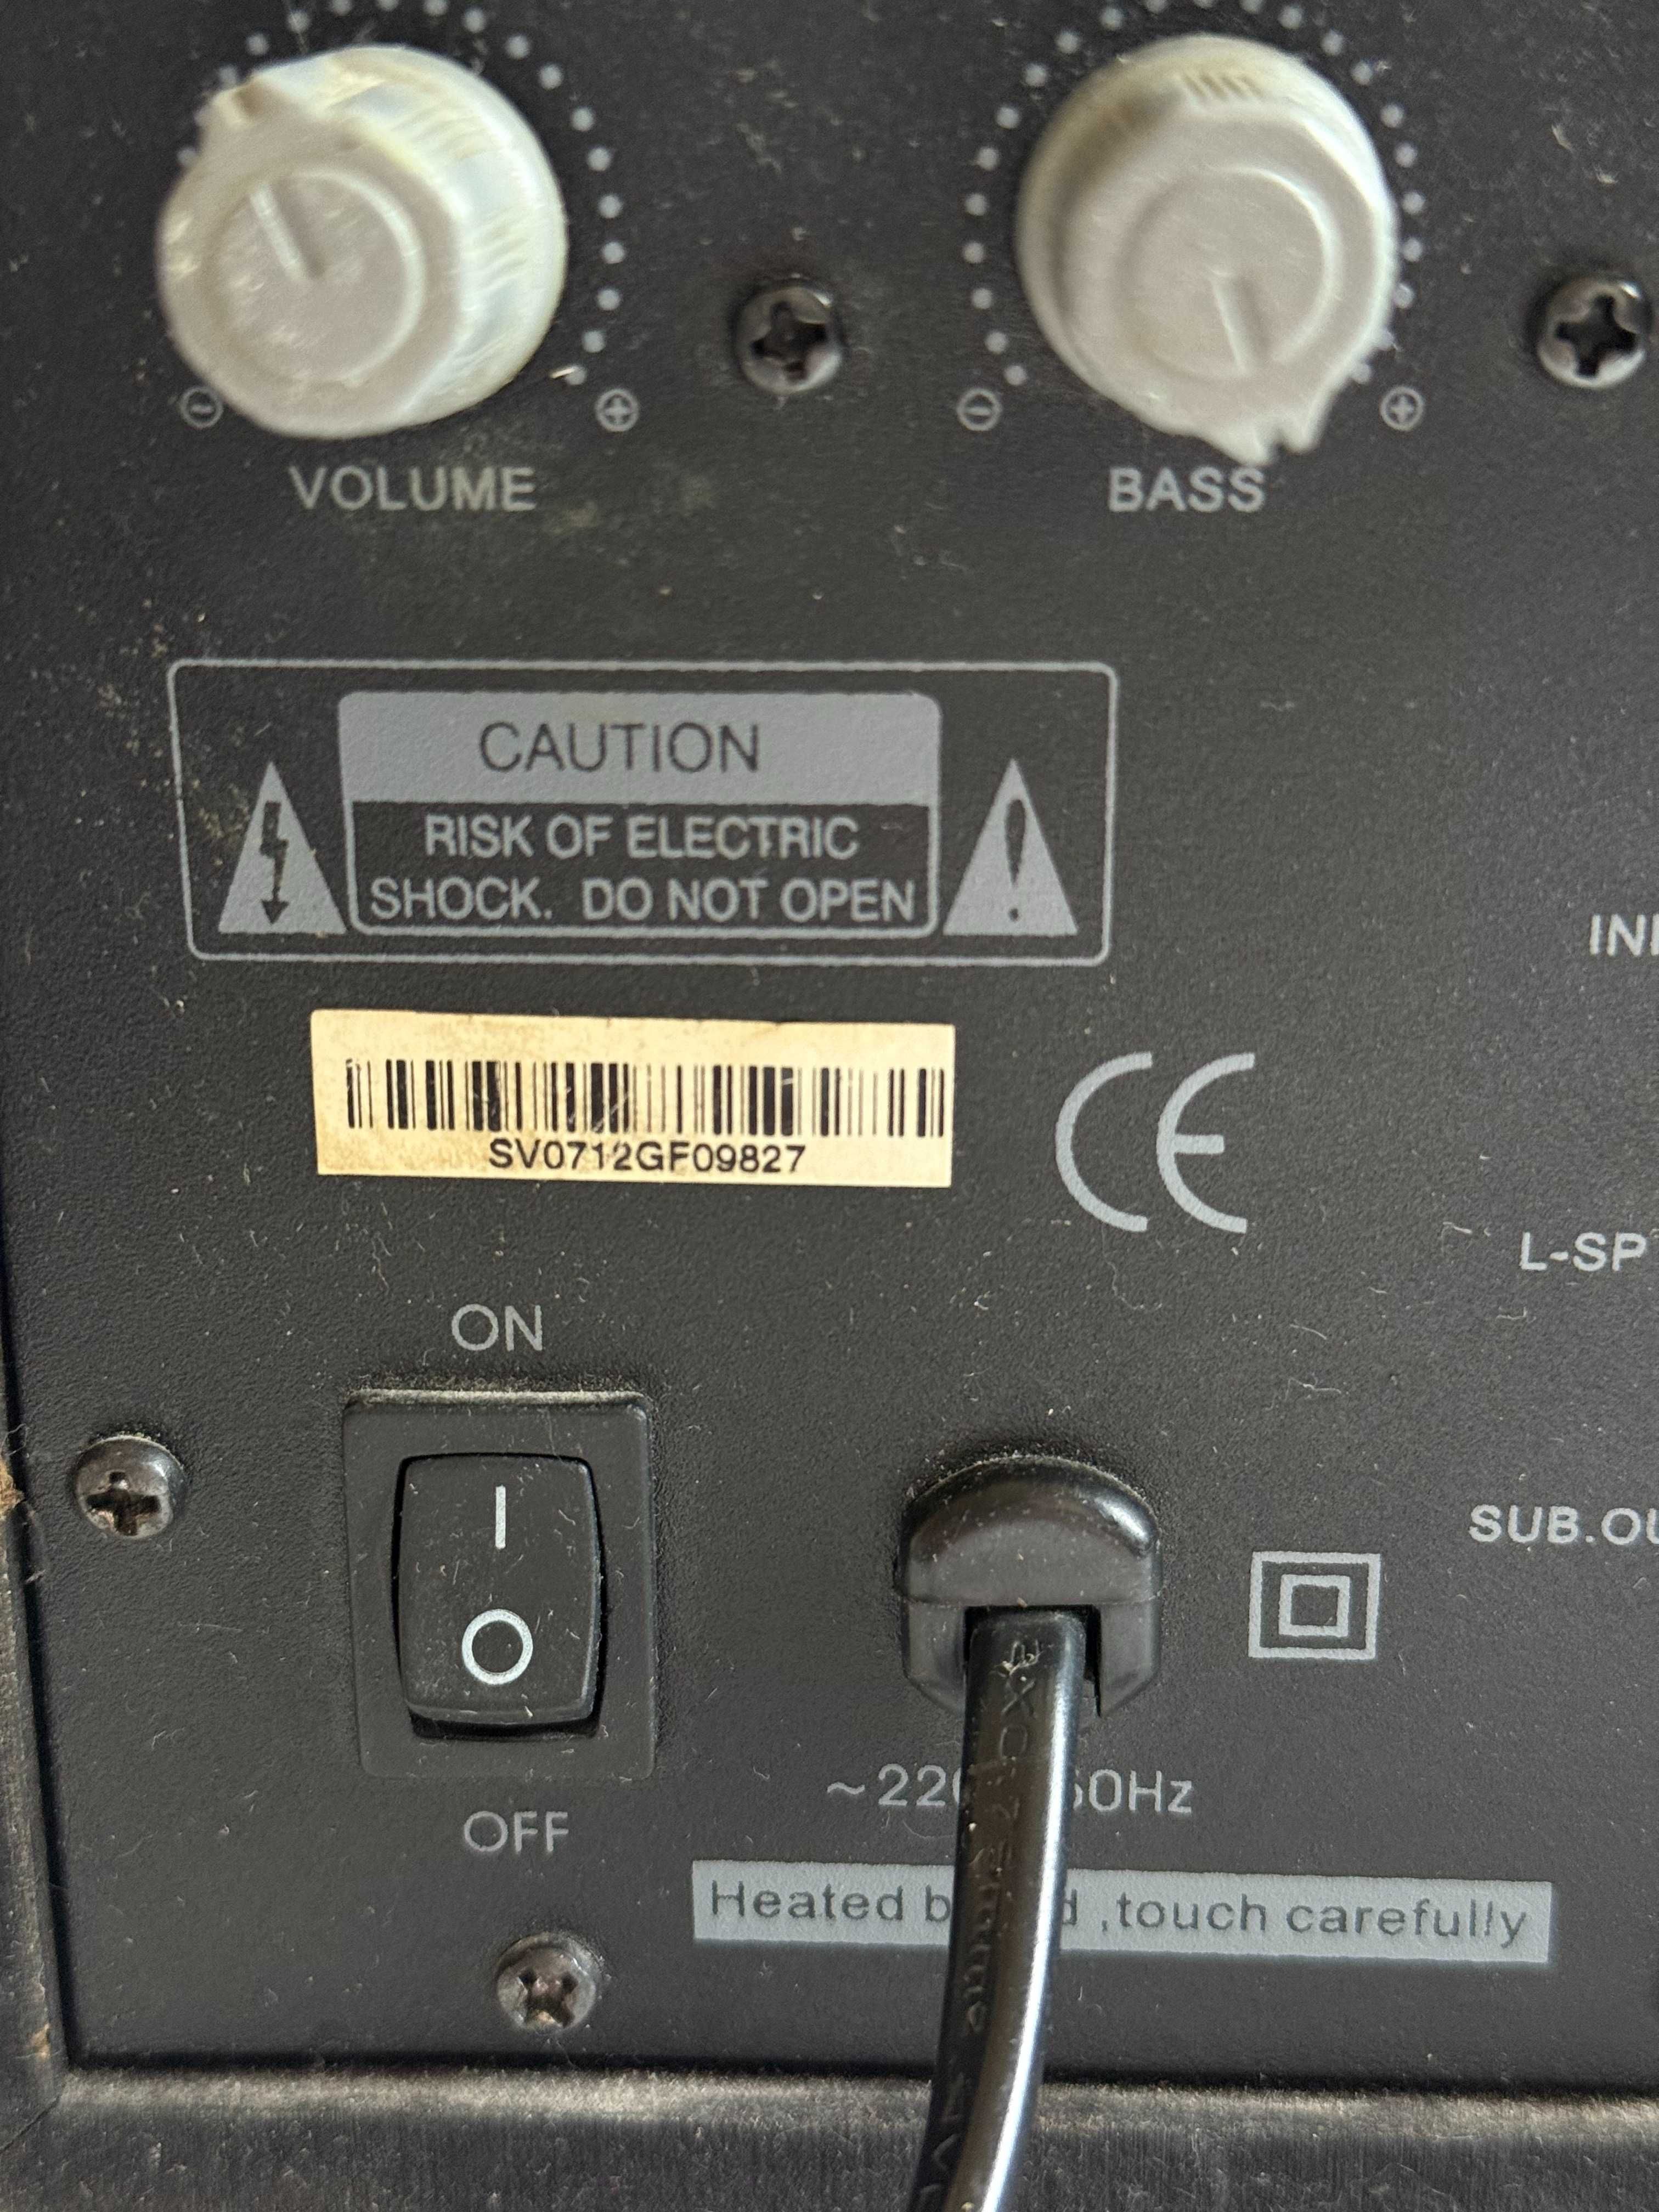 VOLUME
BASS
CAUTION
RISK OF ELECTRIC
SHOCK. DO NOT OPEN
SV0712GF09827
CE
L-SP
ON
I
O
OFF
Heated
,touch carefully